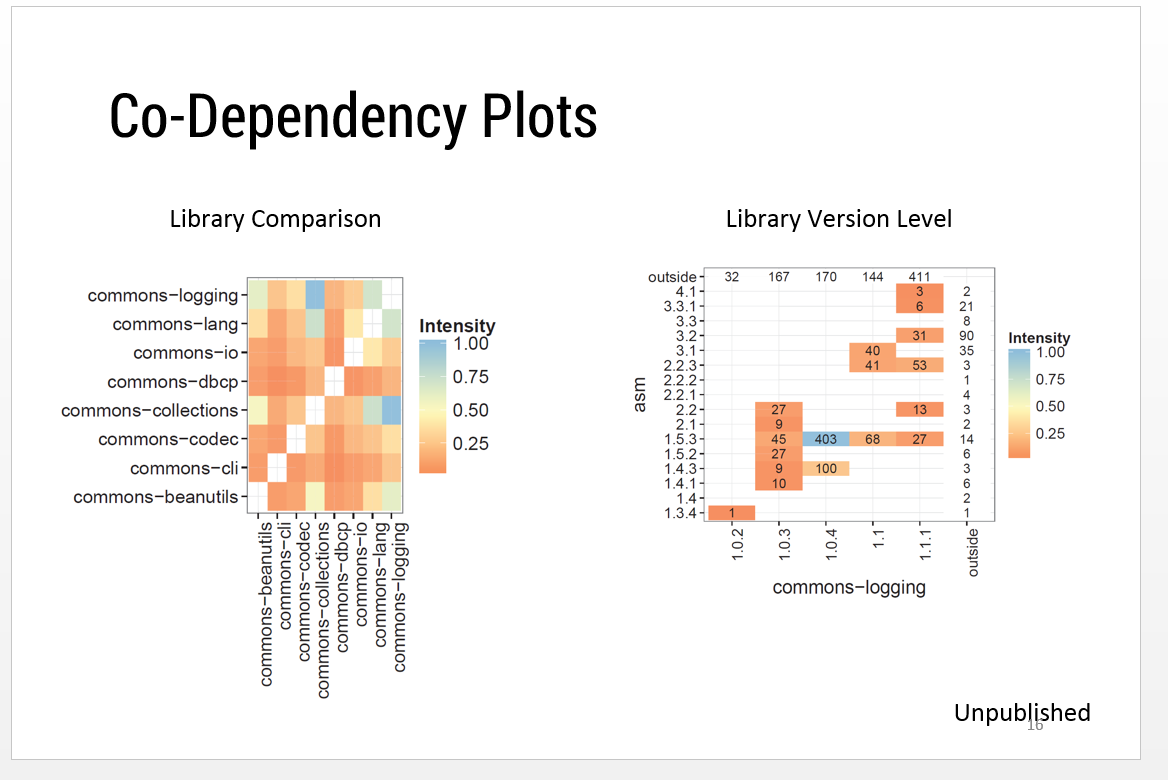 Co-Dependency Plots
Library Comparison
commons−logging
commons−lang
commons−io
commons−dbcp
commons−collections
commons−codec
commons−cli
commons−beanutils
commons−beanutils
commons−cli
commons−codec
commons−collections
commons−dbcp
commons−io
commons−lang
commons−logging
Intensity
1.00
0.75
0.50
0.25
Library Version Level
asm
outside 32 167 170 144 411
4.1 3 2
3.3.1 6 21
3.3 8
3.2 31 90
3.1 40 35
2.2.3 41 53 3
2.2.2 1
2.2.1 4
2.2 27 13 3
2.1 9 2
1.5.3 45 403 68 27 14
1.5.2 27 6
1.4.3 9 100 3
1.4.1 10 6
1.4 2
1.3.4 1 1
1.0.2 1.0.3 1.0.4 1.1 1.1.1 outside
commons−logging
Intensity
1.00
0.75
0.50
0.25
Unpublished
16